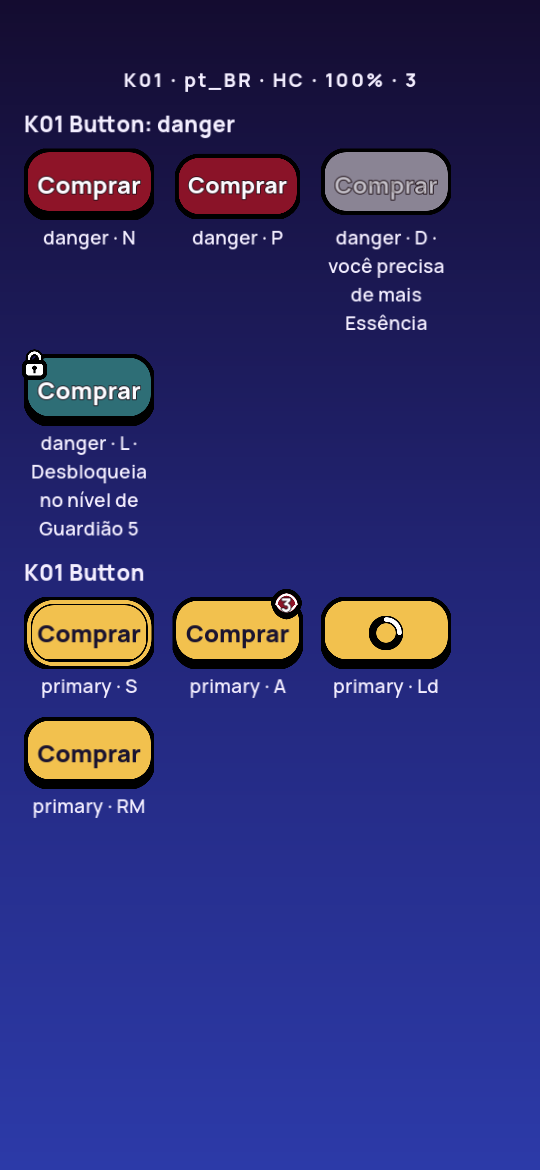 K01 · pt_BR · HC · 100% · 3
K01 Button: danger
Comprar
Comprar
Comprar
danger · N
danger · P
danger · D ·
você precisa
de mais
Essência
Comprar
danger · L ·
Desbloqueia
no nível de
Guardião 5
K01 Button
3
Comprar
Comprar
primary · S
primary · A
primary · Ld
Comprar
primary · RM